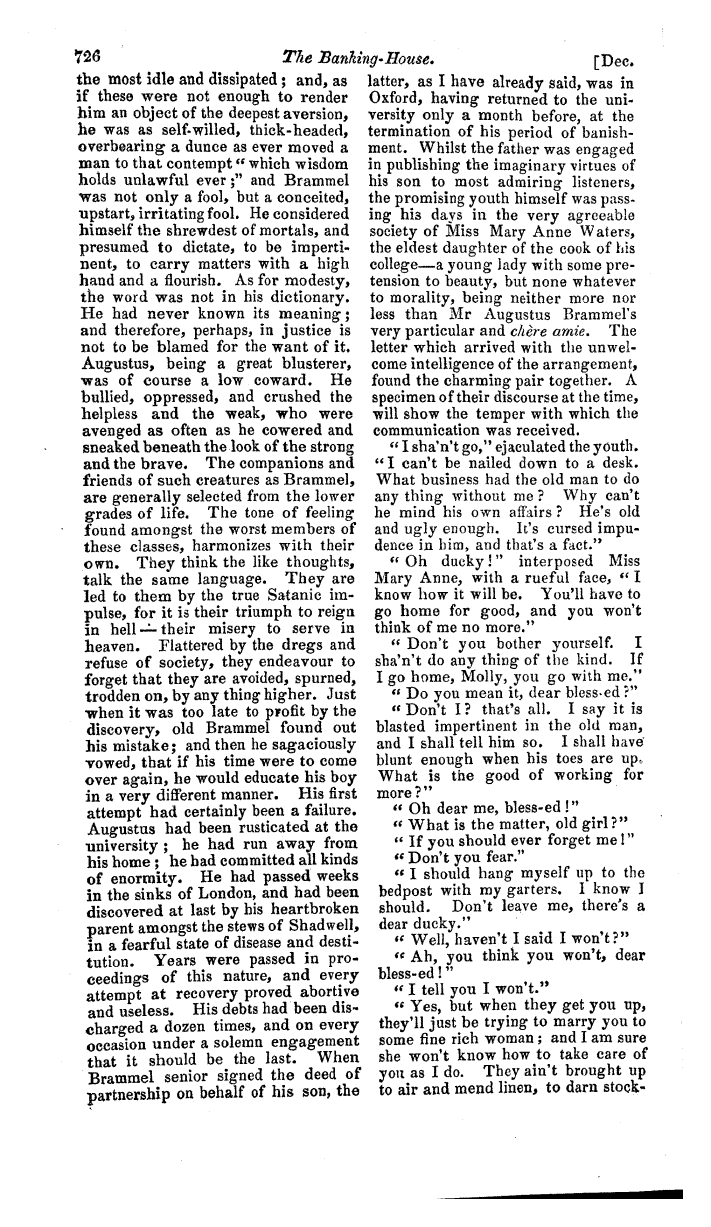 726 The Banking-House. [Dec.
the most idle and dissipated; and, as
if these were not enough to render
him an object of the deepest aversion,
he was as self-willed, thick-headed,
overbearing a dunce as ever moved a
man to that contempt "which wisdom
holds unlawful ever;" and Brammel
was not only a fool, but a conceited,
upstart, irritating fool. He considered
himself the shrewdest of mortals, and
presumed to dictate, to be imperti-
nent, to carry matters with a high
hand and a flourish. As for modesty,
the word was not in his dictionary.
He had never known its meaning;
and therefore, perhaps, in justice is
not to be blamed for the want of it.
Augustus, being a great blusterer,
was of course a low coward. He
bullied, oppressed, and crushed the
helpless and the weak, who were
avenged as often as he cowered and
sneaked beneath the look of the strong
and the brave. The companions and
friends of such creatures as Brammel,
are generally selected from the lower
grades of life. The tone of feeling
found amongst the worst members of
these classes, harmonizes with their
own. They think the like thoughts,
talk the same language. They are
led to them by the true Satanic im-
pulse, for it is their triumph to reign
in hell—their misery to serve in
heaven. Flattered by the dregs and
refuse of society, they endeavour to
forget that they are avoided, spurned,
trodden on, by any thing higher. Just
when it was too late to profit by the
discovery, old Brammel found out
his mistake; and then he sagaciously
vowed, that if his time were to come
over again, he would educate his boy
in a very different manner. His first
attempt had certainly been a failure.
Augustus had been rusticated at the
university; he had run away from
his home; he had committed all kinds
of enormity. He had passed weeks
in the sinks of London, and had been
discovered at last by his heartbroken
parent amongst the stews of Shadwell,
in a fearful state of disease and desti-
tution. Years were passed in pro-
ceedings of this nature, and every
attempt at recovery proved abortive
and useless. His debts had been dis-
charged a dozen times, and on every
occasion under a solemn engagement
that it should be the last. When
Brammel senior signed the deed of
partnership on behalf of his son, the
latter, as I have already said, was in
Oxford, having returned to the uni-
versity only a month before, at the
termination of his period of banish-
ment. Whilst the father was engaged
in publishing the imaginary virtues of
his son to most admiring listeners,
the promising youth himself was pass-
ing his days in the very agreeable
society of Miss Mary Anne Waters,
the eldest daughter of the cook of his
college—a young lady with some pre-
tension to beauty, but none whatever
to morality, being neither more nor
less than Mr Augustus Brammel's
very particular and chère amie. The
letter which arrived with the unwel-
come intelligence of the arrangement,
found the charming pair together. A
specimen of their discourse at the time,
will show the temper with which the
communication was received.
"I sha'n't go," ejaculated the youth.
"I can't be nailed down to a desk.
What business had the old man to do
any thing without me? Why can't
he mind his own affairs? He's old
and ugly enough. It's cursed impu-
dence in him, and that's a fact."
"Oh ducky!" interposed Miss
Mary Anne, with a rueful face, "I
know how it will be. You'll have to
go home for good, and you won't
think of me no more."
"Don't you bother yourself. I
sha'n't do any thing of the kind. If
I go home, Molly, you go with me."
"Do you mean it, dear bless-ed?"
"Don't I? that's all. I say it is
blasted impertinent in the old man,
and I shall tell him so. I shall have
blunt enough when his toes are up.
What is the good of working for
more?"
"Oh dear me, bless-ed!"
"What is the matter, old girl?"
"If you should ever forget me!"
"Don't you fear."
"I should hang myself up to the
bedpost with my garters. I know I
should. Don't leave me, there's a
dear ducky."
"Well, haven't I said I won't?"
"Ah, you think you won't, dear
bless-ed!"
"I tell you I won't."
"Yes, but when they get you up,
they'll just be trying to marry you to
some fine rich woman; and I am sure
she won't know how to take care of
you as I do. They ain't brought up
to air and mend linen, to darn stock-